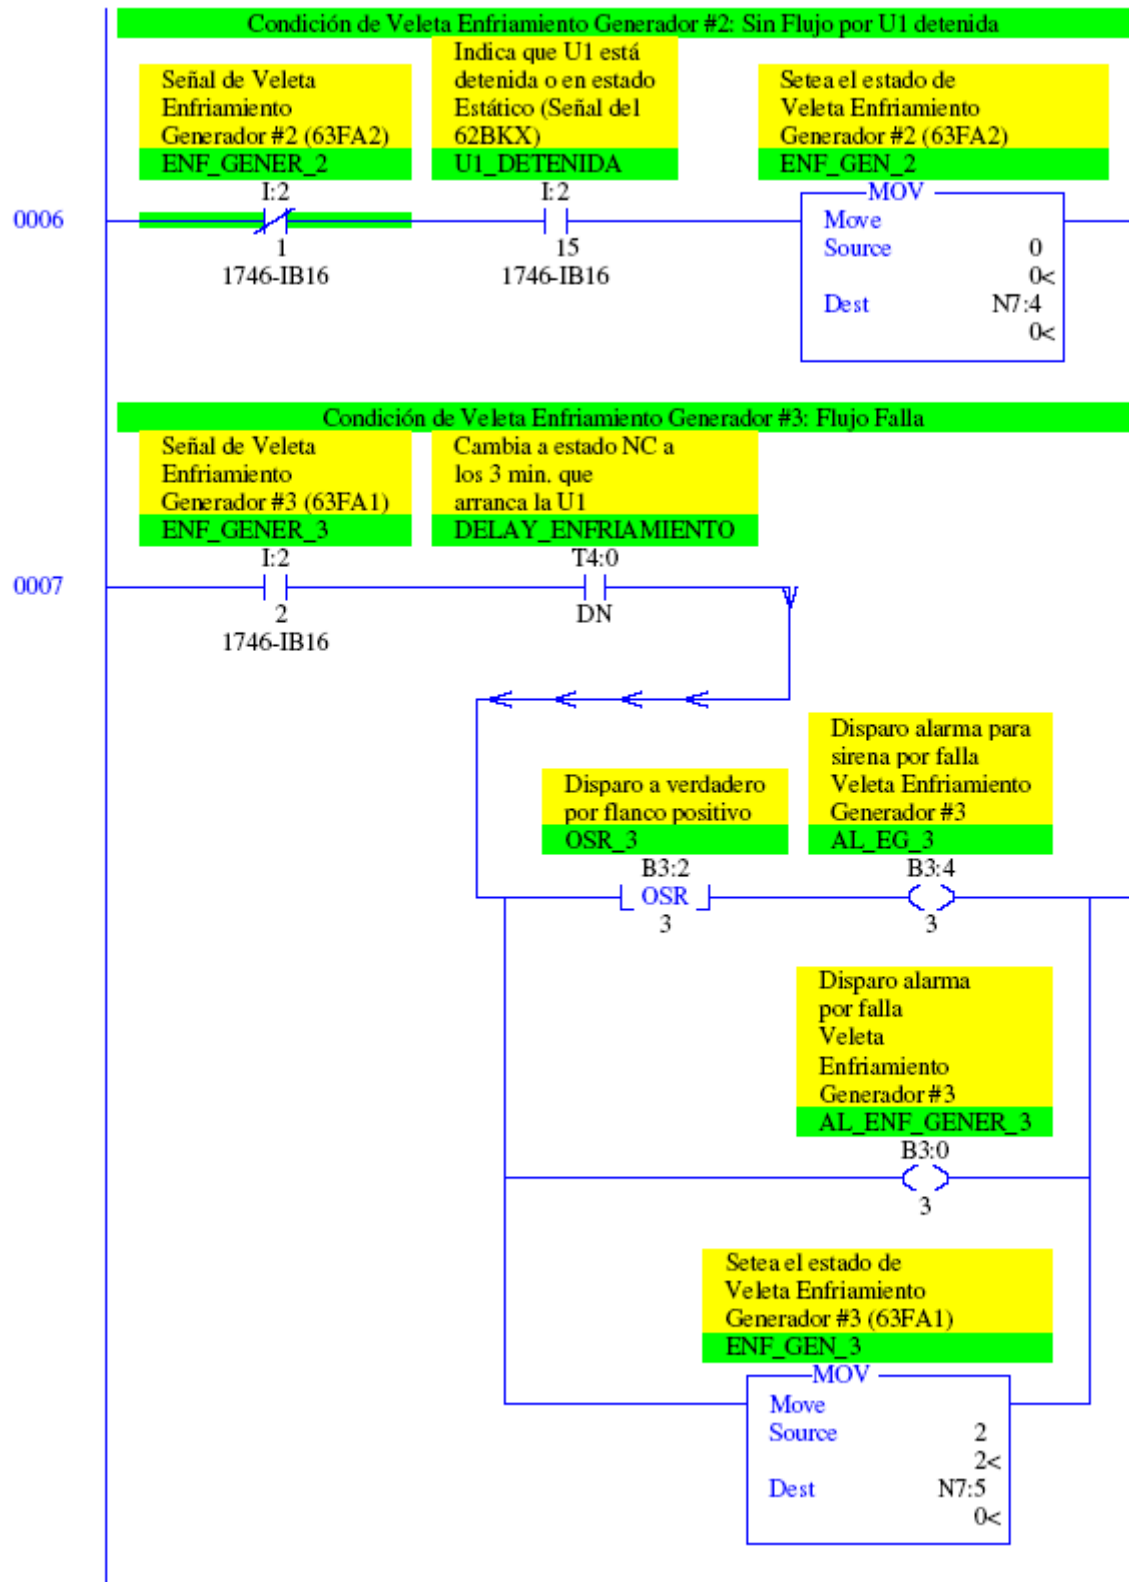 Condición de Veleta Enfriamiento Generador #2: Sin Flujo por U1 detenida
Señal de Veleta
Enfriamiento
Generador #2 (63FA2)
ENF_GENER_2
I:2
1
1746-IB16
Indica que U1 está
detenida o en estado
Estático (Señal del
62BKX)
U1_DETENIDA
I:2
15
1746-IB16
Setea el estado de
Veleta Enfriamiento
Generador #2 (63FA2)
ENF_GEN_2
MOV
Move
Source 0
0<
Dest N7:4
0<
0006
Condición de Veleta Enfriamiento Generador #3: Flujo Falla
Señal de Veleta
Enfriamiento
Generador #3 (63FA1)
ENF_GENER_3
I:2
2
1746-IB16
Cambia a estado NC a
los 3 min. que
arranca la U1
DELAY_ENFRIAMIENTO
T4:0
DN
0007
Disparo a verdadero
por flanco positivo
OSR_3
B3:2
OSR
3
Disparo alarma para
sirena por falla
Veleta Enfriamiento
Generador #3
AL_EG_3
B3:4
3
Disparo alarma
por falla
Veleta
Enfriamiento
Generador #3
AL_ENF_GENER_3
B3:0
3
Setea el estado de
Veleta Enfriamiento
Generador #3 (63FA1)
ENF_GEN_3
MOV
Move
Source 2
2<
Dest N7:5
0<